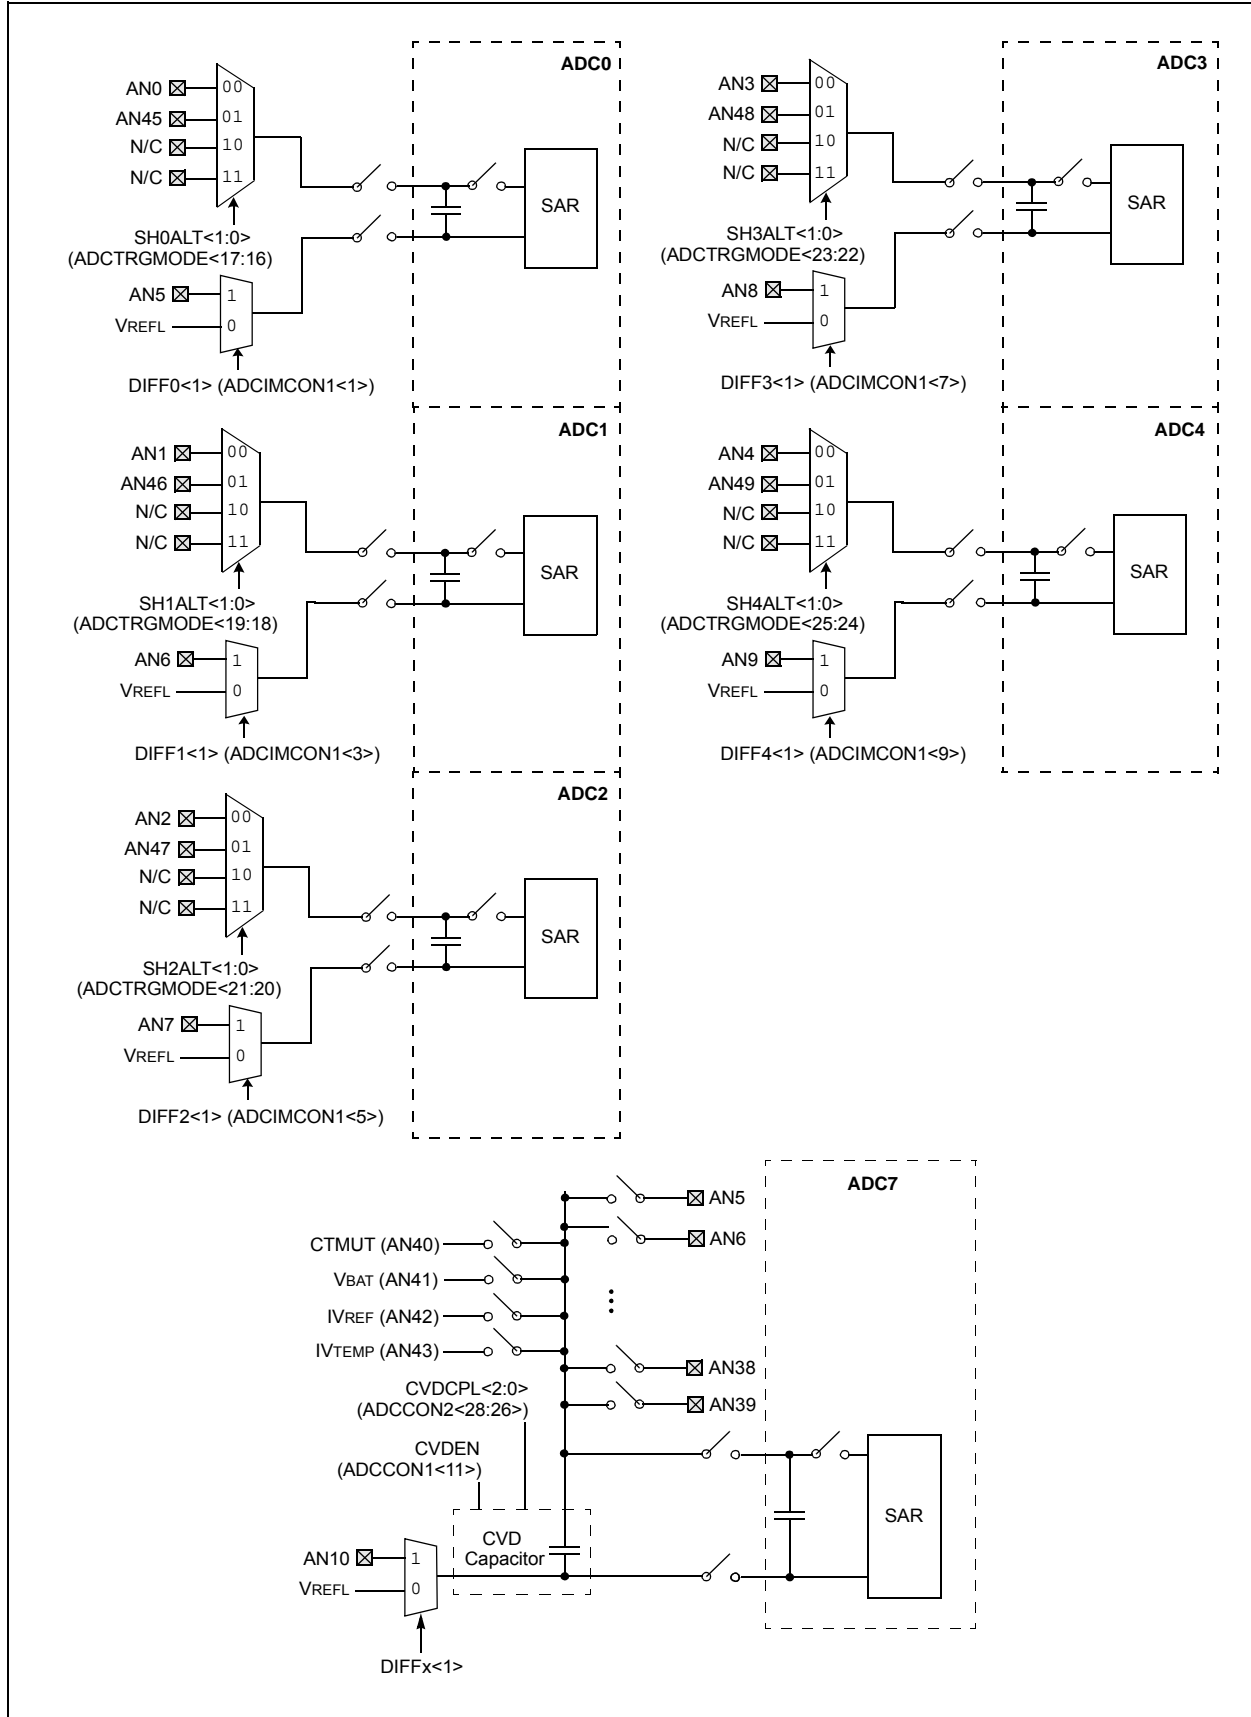 ADC0
AN0
00
AN45
01
N/C
10
N/C
11
SAR
SH0ALT<1:0>
(ADCTRGMODE<17:16)
AN5
1
VREFL
0
DIFF0<1> (ADCIMCON1<1>)
ADC1
AN1
00
AN46
01
N/C
10
N/C
11
SAR
SH1ALT<1:0>
(ADCTRGMODE<19:18)
AN6
1
VREFL
0
DIFF1<1> (ADCIMCON1<3>)
ADC2
AN2
00
AN47
01
N/C
10
N/C
11
SAR
SH2ALT<1:0>
(ADCTRGMODE<21:20)
AN7
1
VREFL
0
DIFF2<1> (ADCIMCON1<5>)
ADC3
AN3
00
AN48
01
N/C
10
N/C
11
SAR
SH3ALT<1:0>
(ADCTRGMODE<23:22)
AN8
1
VREFL
0
DIFF3<1> (ADCIMCON1<7>)
ADC4
AN4
00
AN49
01
N/C
10
N/C
11
SAR
SH4ALT<1:0>
(ADCTRGMODE<25:24)
AN9
1
VREFL
0
DIFF4<1> (ADCIMCON1<9>)
ADC7
AN5
AN6
CTMUT (AN40)
VBAT (AN41)
IVREF (AN42)
IVTEMP (AN43)
AN38
AN39
CVDCPL<2:0>
(ADCCON2<28:26>)
CVDEN
(ADCCON1<11>)
SAR
CVD
Capacitor
AN10
1
VREFL
0
DIFFx<1>